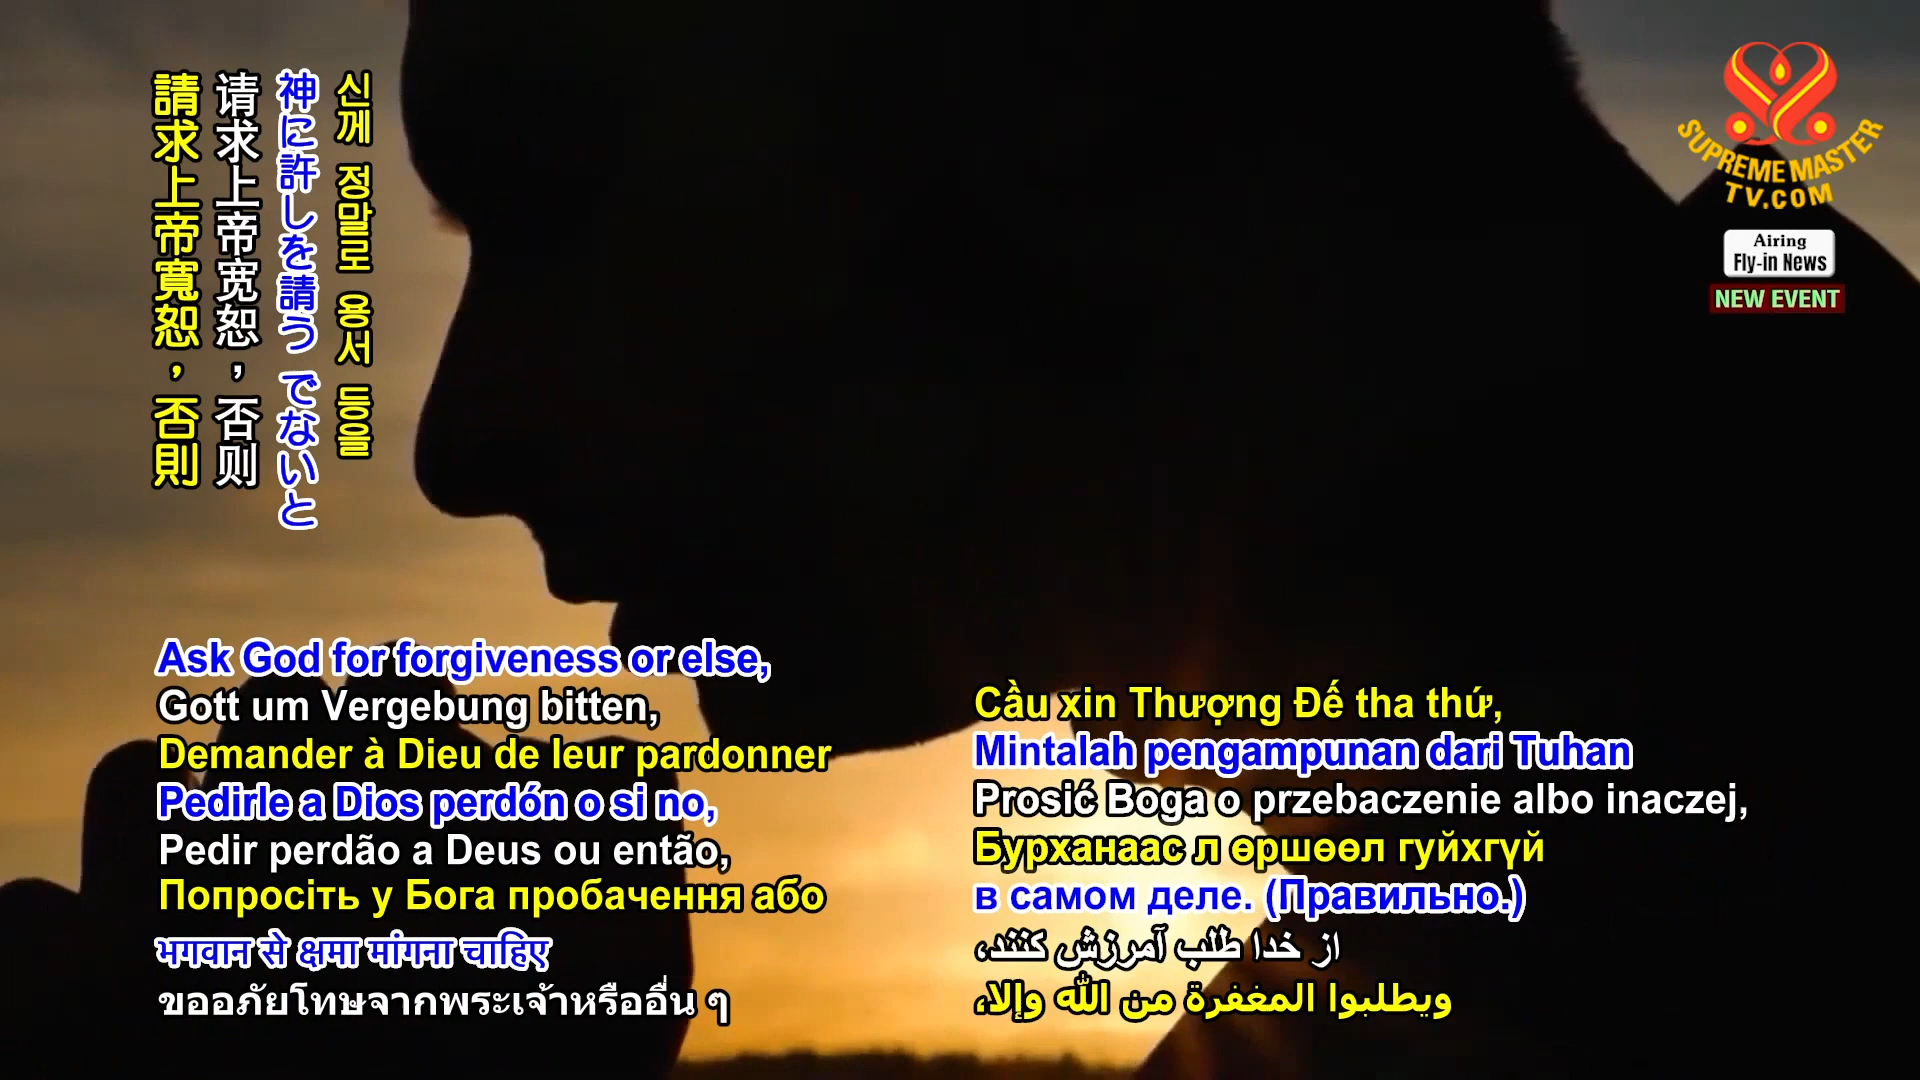 請求上帝寬恕，否則
请求上帝宽恕，否则
神に許しを請う でないと
신께 정말로 용서 등을
SUPREME MASTER
TV.COM
Airing
Fly-in News
NEW EVENT
Ask God for forgiveness or else,
Gott um Vergebung bitten,
Demander à Dieu de leur pardonner
Pedirle a Dios perdón o si no,
Pedir perdão a Deus ou então,
Попросіть у Бога пробачення або
भगवान से क्षमा मांगना चाहिए
ขออภัยโทษจากพระเจ้าหรืออื่น ๆ
Cầu xin Thượng Đế tha thứ,
Mintalah pengampunan dari Tuhan
Prosić Boga o przebaczenie albo inaczej,
Бурханаас л өршөөл гуйхгүй
в самом деле. (Правильно.)
از خدا طلب آمرزش کنند،
ويطلبوا المغفرة من الله وإلا،